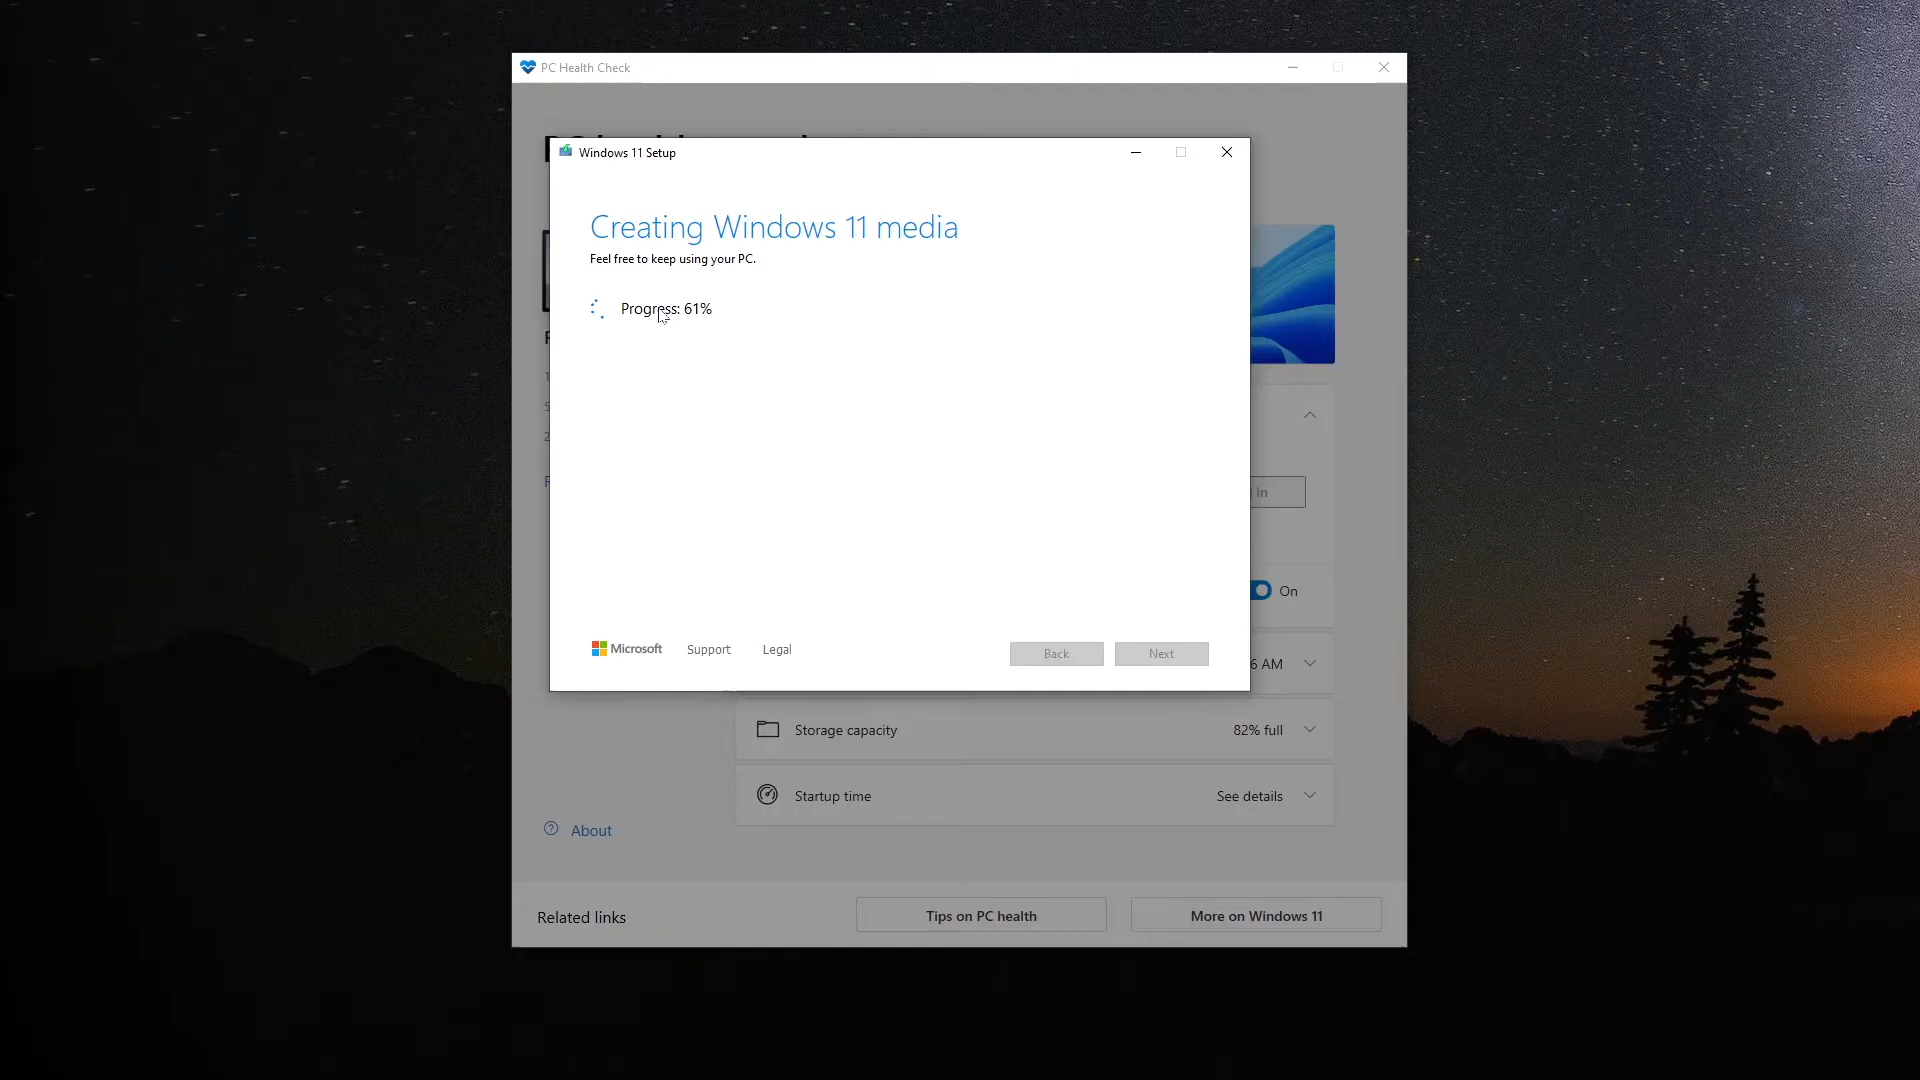 PC Health Check
Windows 11 Setup
Creating Windows 11 media
Feel free to keep using your PC.
Progress: 61%
in
On
Microsoft
Support
Legal
Back
Next
6 AM
Storage capacity
82% full
Startup time
See details
About
Related links
Tips on PC health
More on Windows 11